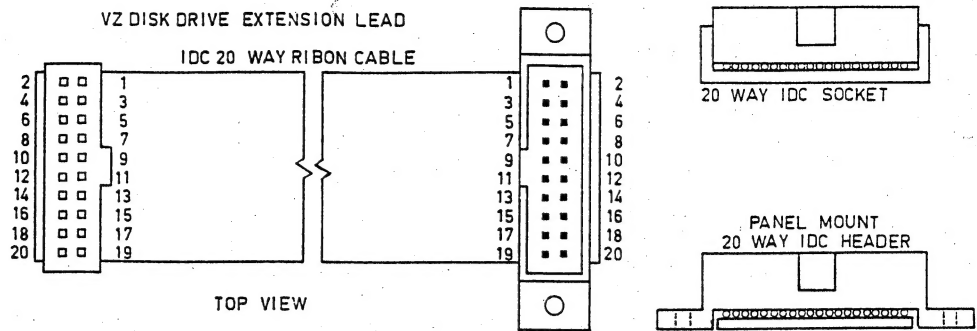 VZ DISK DRIVE EXTENSION LEAD
IDC 20 WAY RIBON CABLE
2 1 1 2
4 3 3 4
6 5 5 6
8 7 7 8
10 9 9 10
12 11 11 12
14 13 13 14
16 15 15 16
18 17 17 18
20 19 19 20
TOP VIEW
20 WAY IDC SOCKET
PANEL MOUNT
20 WAY IDC HEADER